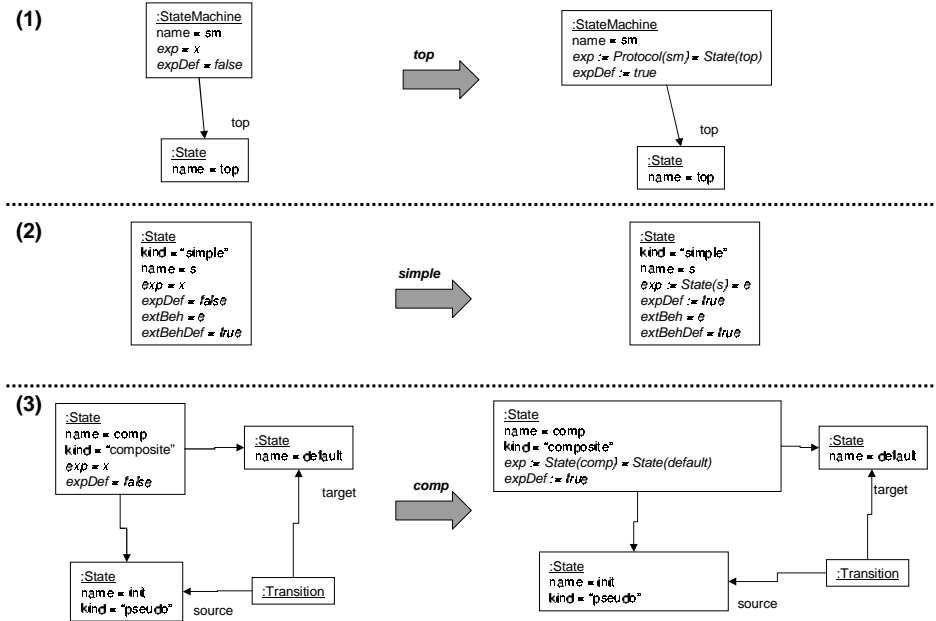 (1)
:StateMachine
name = sm
exp = x
expDef = false
top
:State
name = top
top
:StateMachine
name = sm
exp := Protocol(sm) = State(top)
expDef := true
top
:State
name = top
(2)
:State
kind = "simple"
name = s
exp = x
expDef = false
extBeh = e
extBehDef = true
simple
:State
kind = "simple"
name = s
exp := State(s) = e
expDef := true
extBeh = e
extBehDef = true
(3)
:State
name = comp
kind = "composite"
exp = x
expDef = false
:State
name = default
target
:State
name = init
kind = "pseudo"
source
:Transition
comp
:State
name = comp
kind = "composite"
exp := State(comp) = State(default)
expDef := true
:State
name = default
target
:State
name = init
kind = "pseudo"
source
:Transition